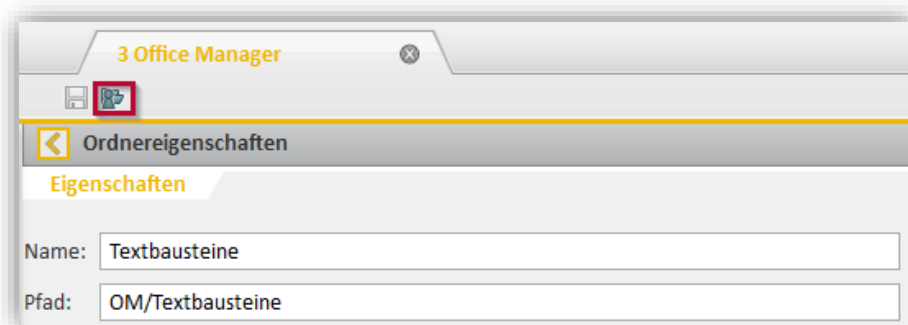 3 Office Manager
Ordnereigenschaften
Eigenschaften
Name: Textbausteine
Pfad: OM/Textbausteine